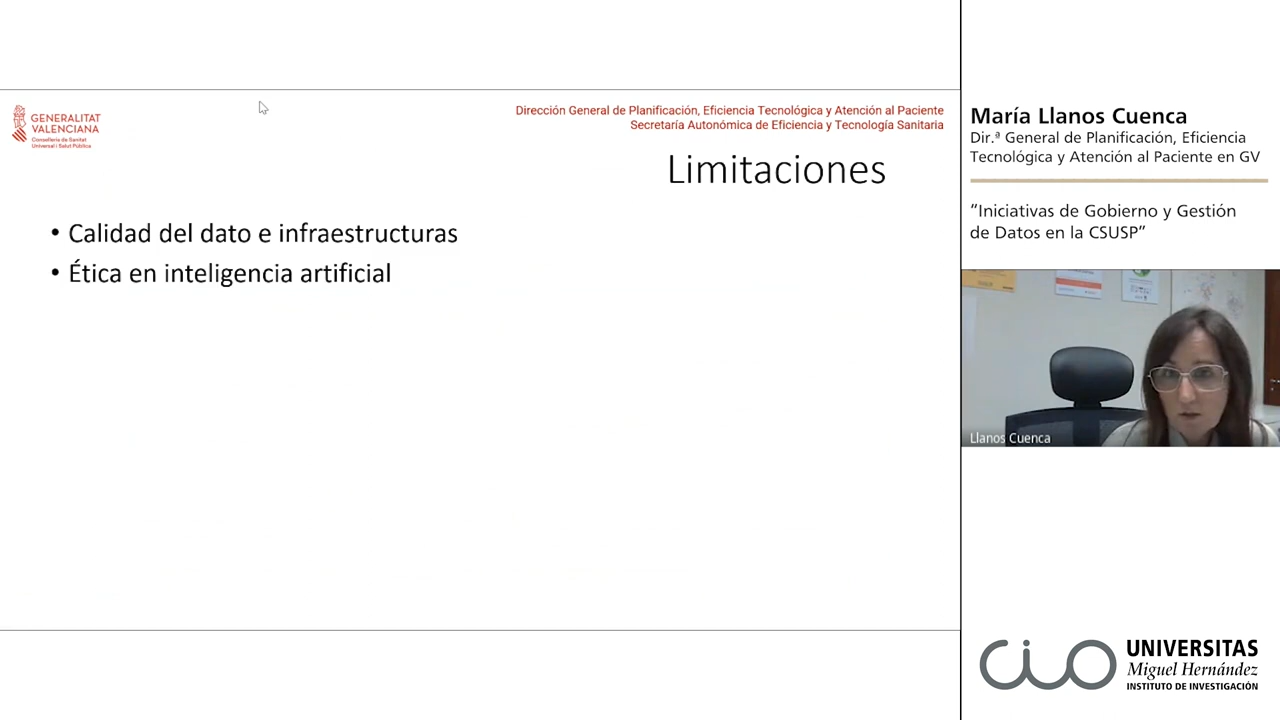 GENERALITAT
VALENCIANA
Conselleria de Sanitat
Universal i Salut Pública
Dirección General de Planificación, Eficiencia Tecnológica y Atención al Paciente
Secretaría Autonómica de Eficiencia y Tecnología Sanitaria
Limitaciones
• Calidad del dato e infraestructuras
• Ética en inteligencia artificial
María Llanos Cuenca
Dir.ª General de Planificación, Eficiencia
Tecnológica y Atención al Paciente en GV
“Iniciativas de Gobierno y Gestión
de Datos en la CSUSP”
Llanos Cuenca
CIO
UNIVERSITAS
Miguel Hernández
INSTITUTO DE INVESTIGACIÓN